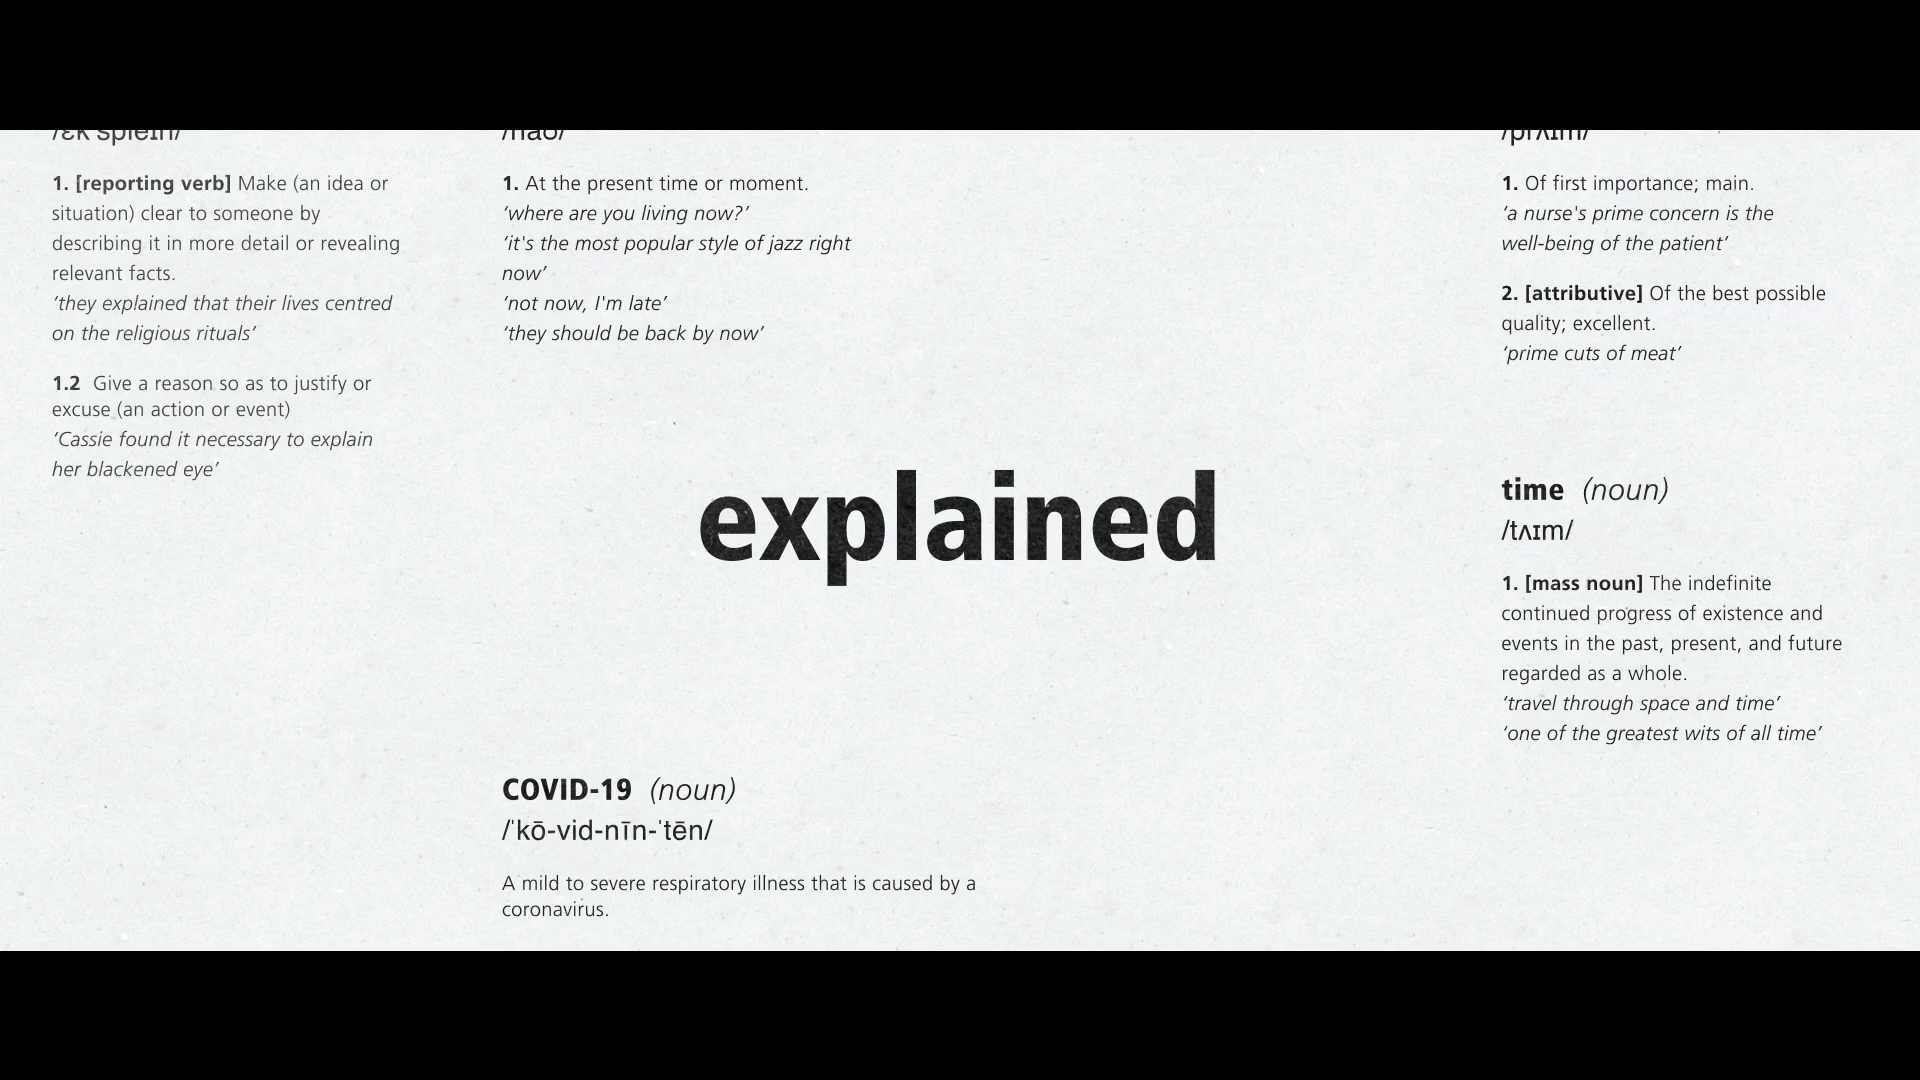 /ɛkˈspleɪn/
1. [reporting verb] Make (an idea or
situation) clear to someone by
describing it in more detail or revealing
relevant facts.
‘they explained that their lives centred
on the religious rituals’
1.2 Give a reason so as to justify or
excuse (an action or event)
‘Cassie found it necessary to explain
her blackened eye’
/naʊ/
1. At the present time or moment.
‘where are you living now?’
‘it's the most popular style of jazz right
now’
‘not now, I'm late’
‘they should be back by now’
explained
COVID-19 (noun)
/ˈkō-vid-nīn-ˈtēn/
A mild to severe respiratory illness that is caused by a
coronavirus.
/prʌɪm/
1. Of first importance; main.
‘a nurse's prime concern is the
well-being of the patient’
2. [attributive] Of the best possible
quality; excellent.
‘prime cuts of meat’
time (noun)
/tʌɪm/
1. [mass noun] The indefinite
continued progress of existence and
events in the past, present, and future
regarded as a whole.
‘travel through space and time’
‘one of the greatest wits of all time’